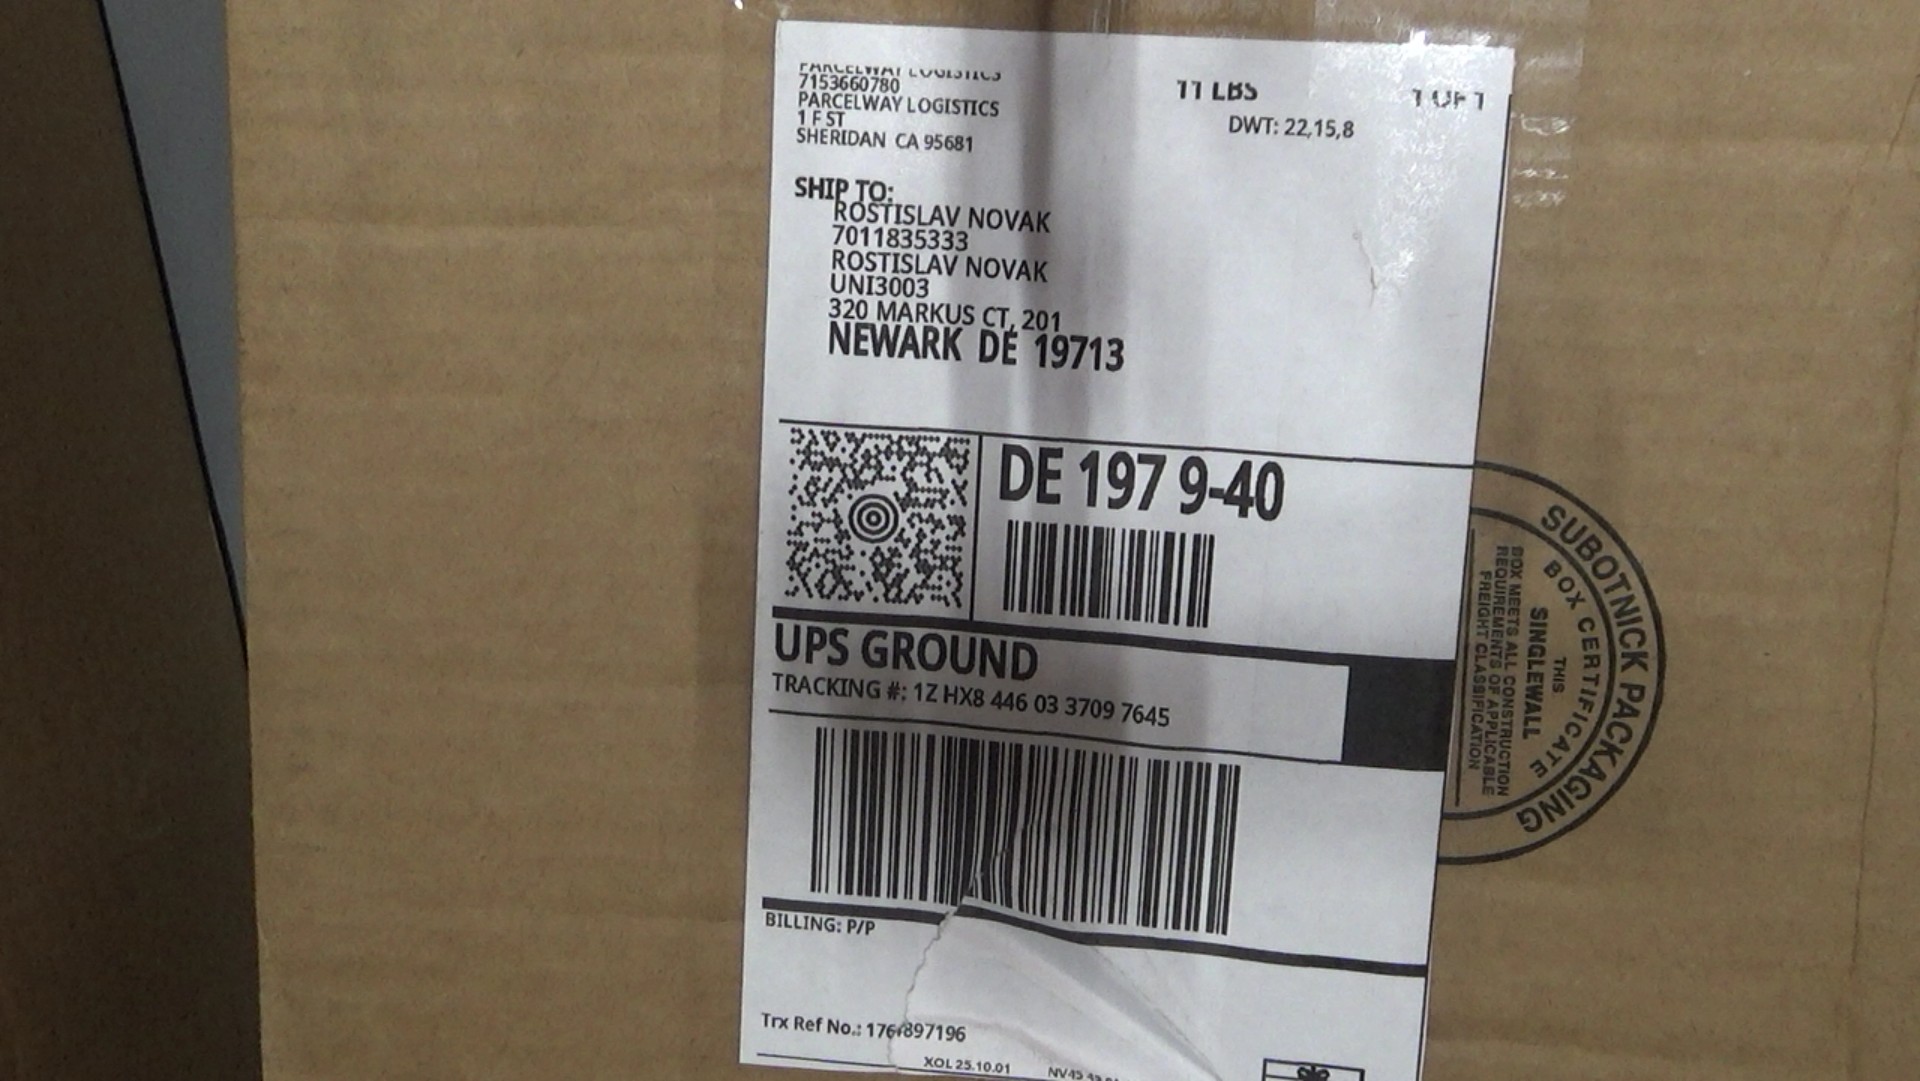 PARCELWAY LOGISTICS
7153660780
PARCELWAY LOGISTICS
1 F ST
SHERIDAN CA 95681
11 LBS
1 OF 1
DWT: 22,15,8
SHIP TO:
ROSTISLAV NOVAK
7011835333
ROSTISLAV NOVAK
UNI3003
320 MARKUS CT, 201
NEWARK DE 19713
DE 197 9-40
UPS GROUND
TRACKING #: 1Z HX8 446 03 3709 7645
BILLING: P/P
Trx Ref No.:
XOL 25.10.01
SUBOTNICK PACKAGING
BOX CERTIFICATE
THIS
SINGLEWALL
BOX MEETS ALL CONSTRUCTION
REQUIREMENTS OF APPLICABLE
FREIGHT CLASSIFICATION